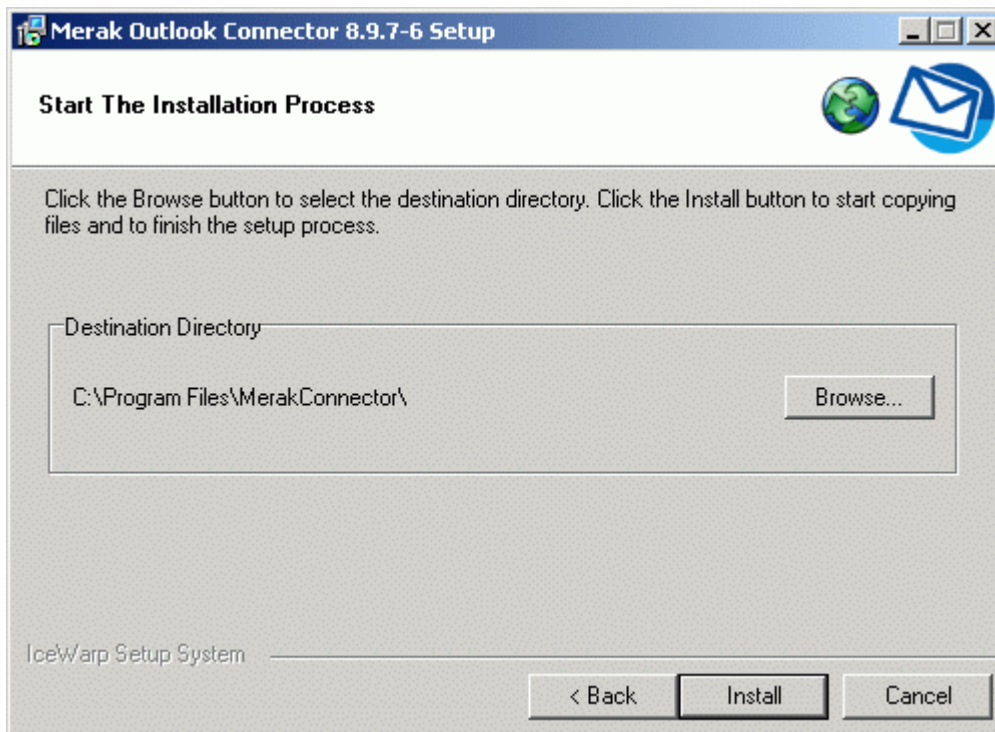 Merak Outlook Connector 8.9.7-6 Setup
Start The Installation Process
Click the Browse button to select the destination directory. Click the Install button to start copying
files and to finish the setup process.
Destination Directory
C:\Program Files\MerakConnector\
Browse...
IceWarp Setup System
< Back
Install
Cancel